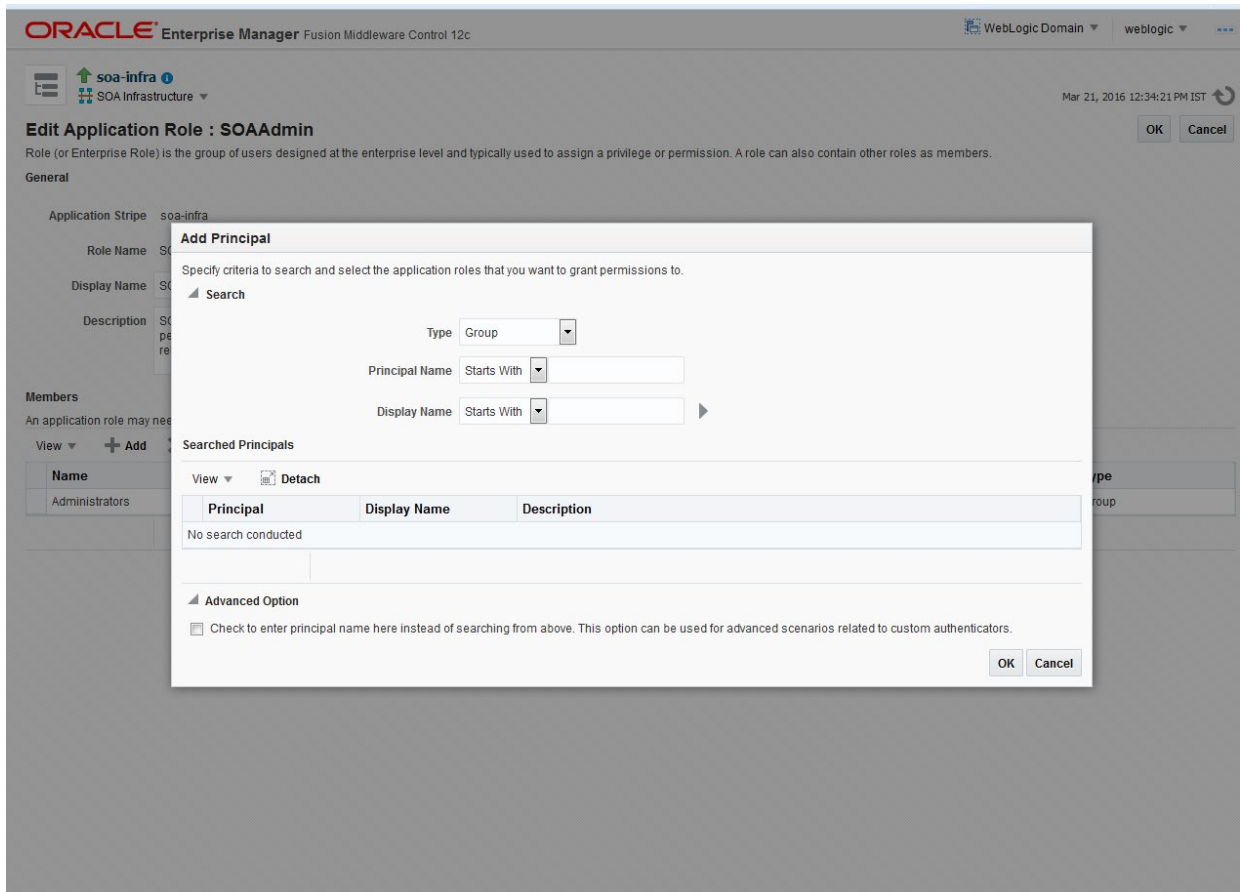 ORACLE Enterprise Manager Fusion Middleware Control 12c
WebLogic Domain weblogic
soa-infra
SOA Infrastructure
Mar 21, 2016 12:34:21 PM IST
Edit Application Role : SOAAdmin
OK Cancel
Role (or Enterprise Role) is the group of users designed at the enterprise level and typically used to assign a privilege or permission. A role can also contain other roles as members.
General
Application Stripe soa-infra
Role Name
Display Name
Description
Members
An application role may
View Add
Name
Administrators
Add Principal
Specify criteria to search and select the application roles that you want to grant permissions to.
Search
Type Group
Principal Name Starts With
Display Name Starts With
Searched Principals
View Detach
Principal Display Name Description
No search conducted
Advanced Option
Check to enter principal name here instead of searching from above. This option can be used for advanced scenarios related to custom authenticators.
OK Cancel